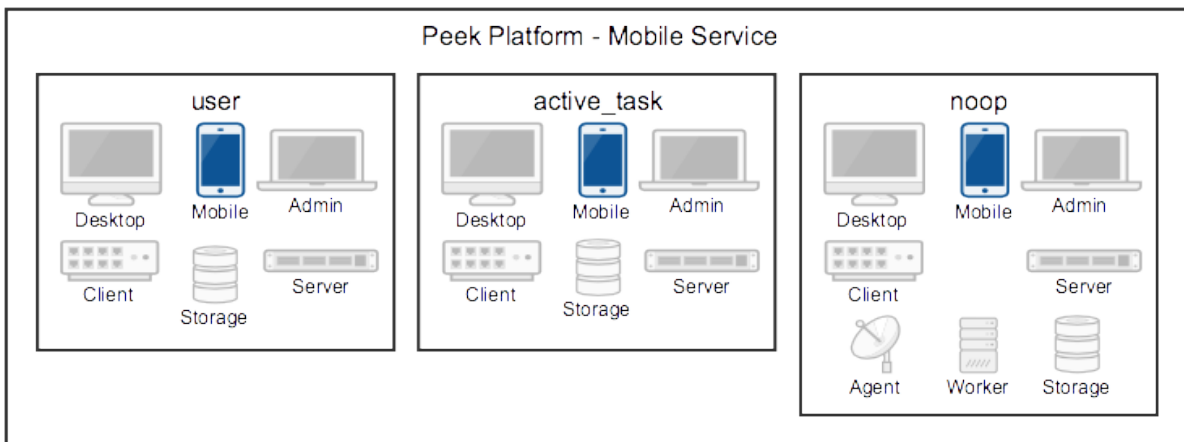 Peek Platform - Mobile Service
user
Desktop
Mobile
Admin
Client
Storage
Server
active_task
Desktop
Mobile
Admin
Client
Storage
Server
noop
Desktop
Mobile
Admin
Client
Server
Agent
Worker
Storage